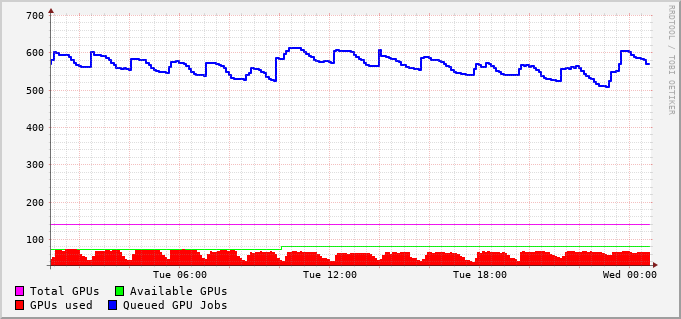 700
600
500
400
300
200
100
Tue 06:00 Tue 12:00 Tue 18:00 Wed 00:00
Total GPUs Available GPUs
GPUs used Queued GPU Jobs
RRDTOOL / TOBI OETIKER